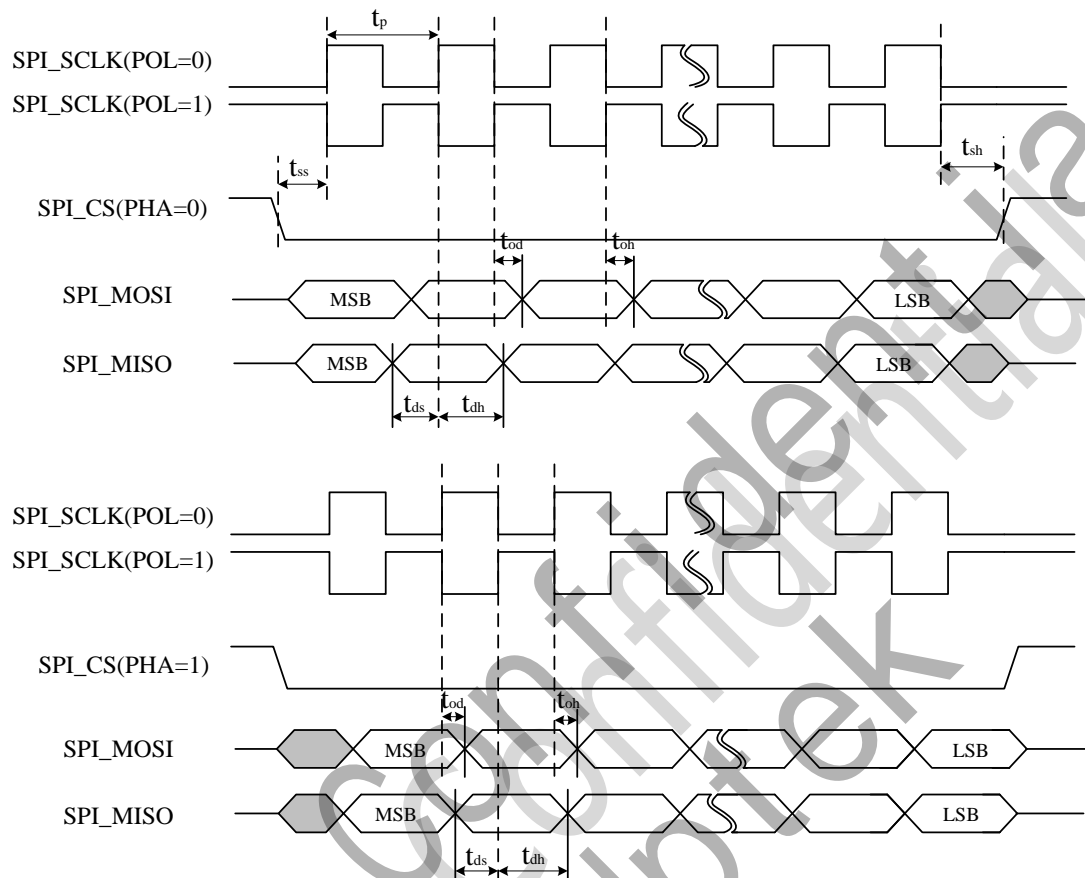 tp
SPI_SCLK(POL=0)
SPI_SCLK(POL=1)
tss
tsh
SPI_CS(PHA=0)
tod
toh
SPI_MOSI
MSB
LSB
SPI_MISO
MSB
LSB
tds
tdh
SPI_SCLK(POL=0)
SPI_SCLK(POL=1)
SPI_CS(PHA=1)
tod
toh
SPI_MOSI
MSB
LSB
SPI_MISO
MSB
LSB
tds
tdh
Confidential
Confidential